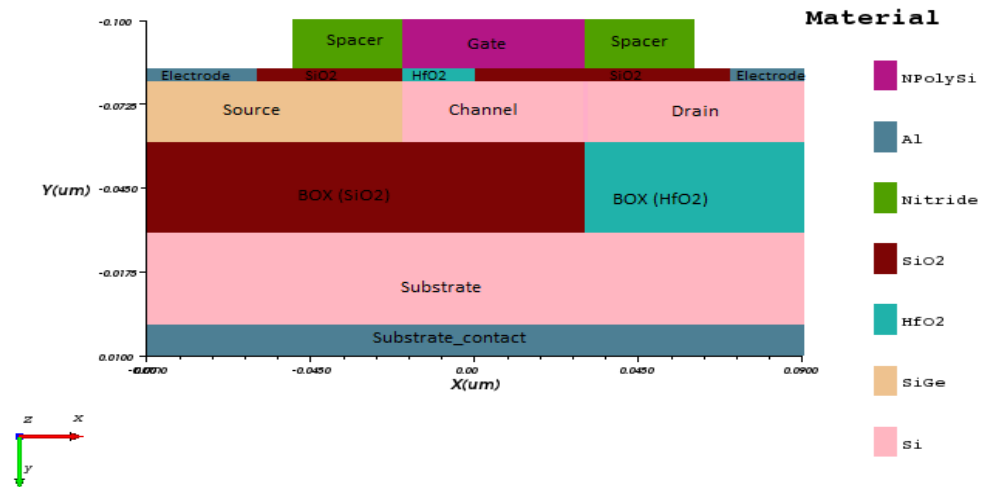 Material
-0.100
Spacer
Gate
Spacer
NPolySi
Electrode
SiO2
HfO2
SiO2
Electrode
-0.0725
Source
Channel
Drain
Al
Y(um)
-0.0450
BOX (SiO2)
BOX (HfO2)
Nitride
SiO2
-0.0175
Substrate
HfO2
Substrate_contact
0.0100
-0.0450
0.00
0.0450
0.0900
X(um)
SiGe
z
x
y
Si